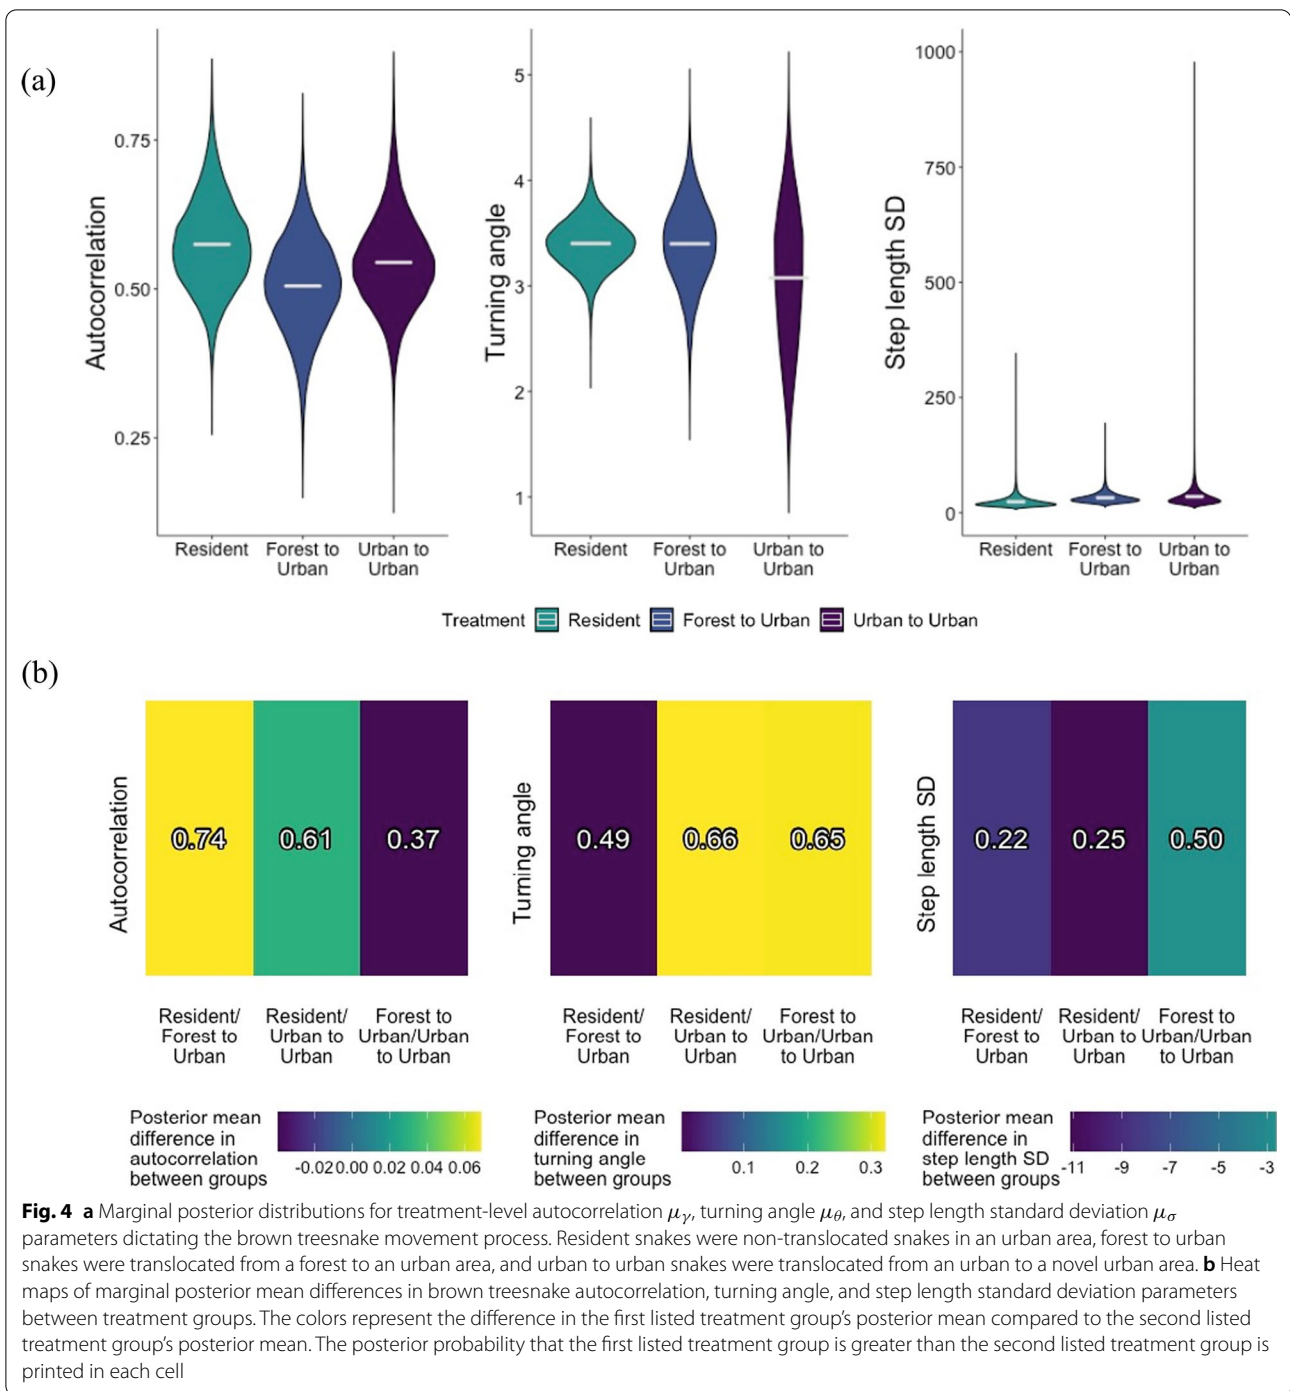 (a)
Autocorrelation
0.75
0.50
0.25
Resident
Forest to
Urban
Urban to
Urban
Turning angle
5
4
3
2
1
Resident
Forest to
Urban
Urban to
Urban
Step length SD
1000
750
500
250
0
Resident
Forest to
Urban
Urban to
Urban
Treatment Resident Forest to Urban Urban to Urban
(b)
Autocorrelation
0.74 0.61 0.37
Resident/
Forest to
Urban
Resident/
Urban to
Urban
Forest to
Urban/Urban
to Urban
Posterior mean
difference in
autocorrelation
between groups
-0.02 0.00 0.02 0.04 0.06
Turning angle
0.49 0.66 0.65
Resident/
Forest to
Urban
Resident/
Urban to
Urban
Forest to
Urban/Urban
to Urban
Posterior mean
difference in
turning angle
between groups
0.1 0.2 0.3
Step length SD
0.22 0.25 0.50
Resident/
Forest to
Urban
Resident/
Urban to
Urban
Forest to
Urban/Urban
to Urban
Posterior mean
difference in
step length SD
between groups
-11 -9 -7 -5 -3
Fig. 4 a Marginal posterior distributions for treatment-level autocorrelation μγ, turning angle μθ, and step length standard deviation μσ
parameters dictating the brown treesnake movement process. Resident snakes were non-translocated snakes in an urban area, forest to urban
snakes were translocated from a forest to an urban area, and urban to urban snakes were translocated from an urban to a novel urban area. b Heat
maps of marginal posterior mean differences in brown treesnake autocorrelation, turning angle, and step length standard deviation parameters
between treatment groups. The colors represent the difference in the first listed treatment group's posterior mean compared to the second listed
treatment group's posterior mean. The posterior probability that the first listed treatment group is greater than the second listed treatment group is
printed in each cell